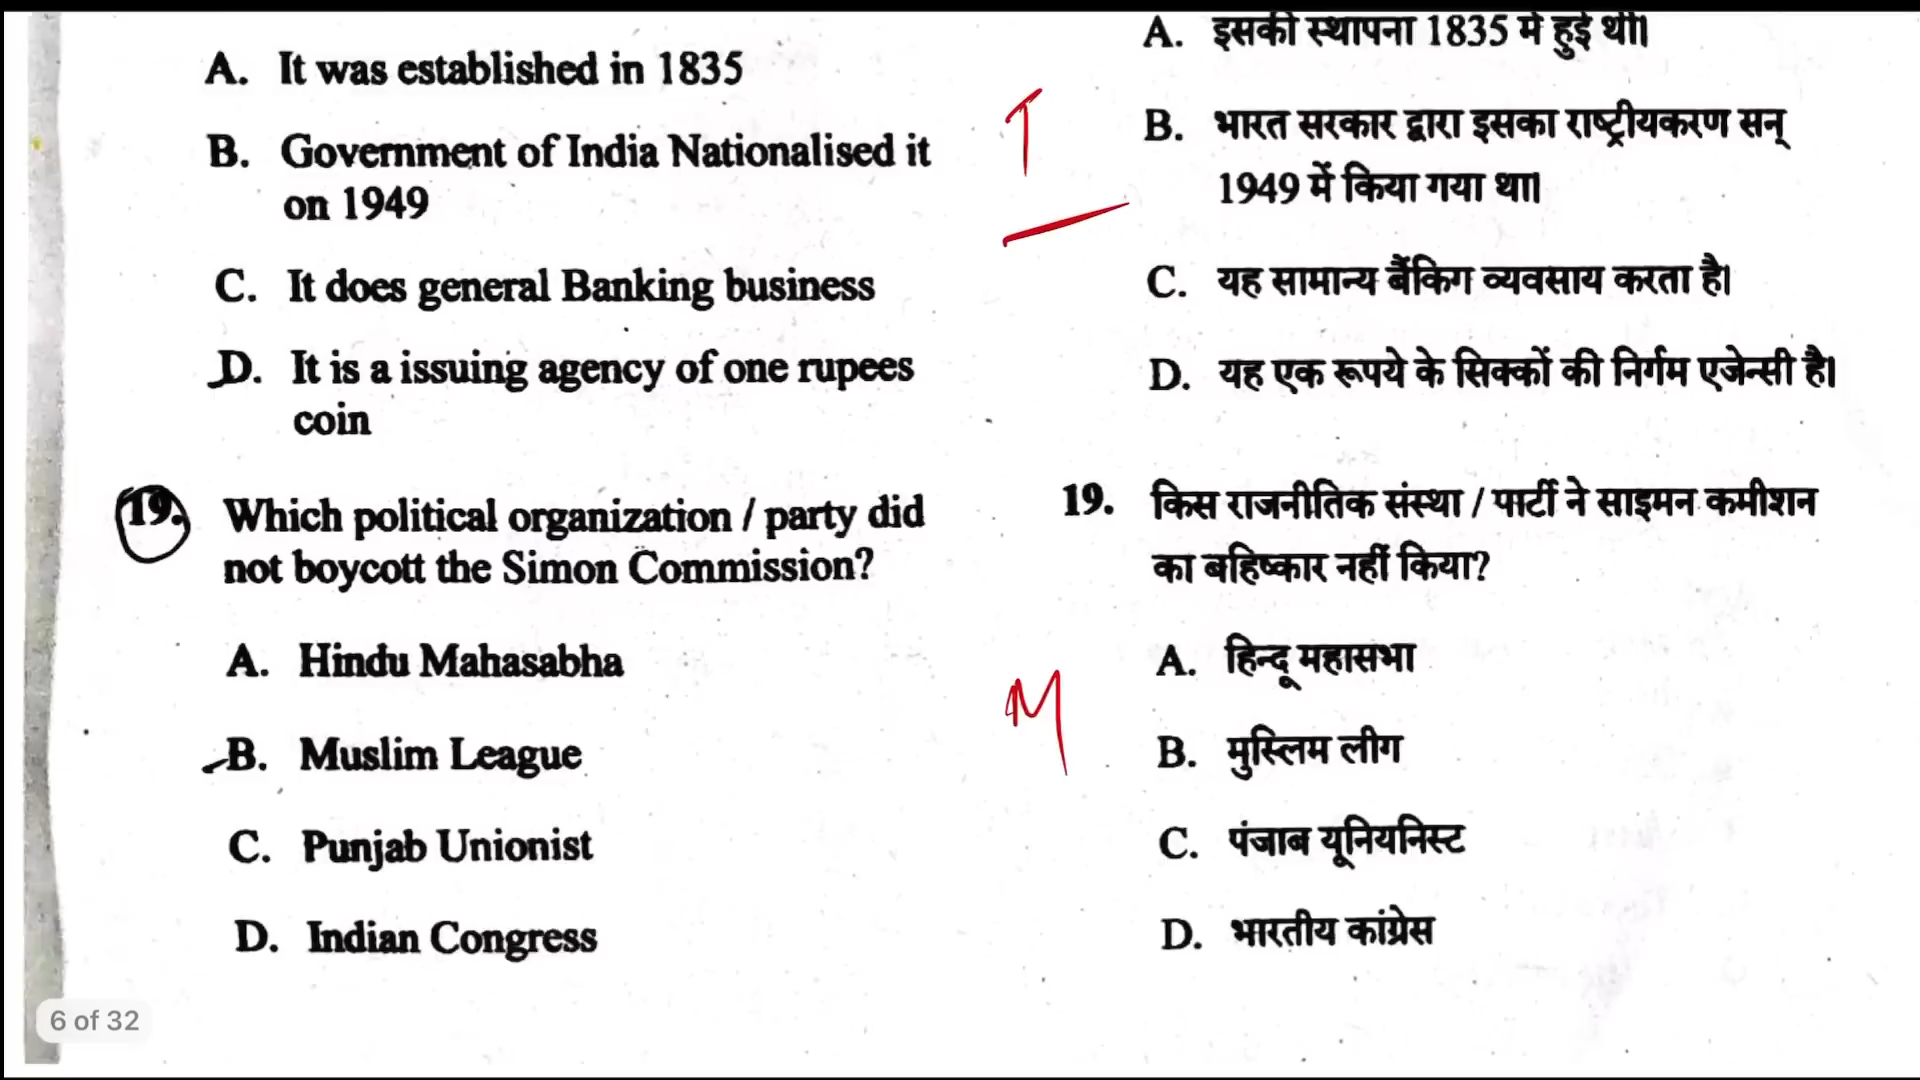 A. It was established in 1835
B. Government of India Nationalised it
on 1949
C. It does general Banking business
D. It is a issuing agency of one rupees
coin
19. Which political organization / party did
not boycott the Simon Commission?
A. Hindu Mahasabha
B. Muslim League
C. Punjab Unionist
D. Indian Congress
6 of 32
A. इसकी स्थापना 1835 में हुई थी।
B. भारत सरकार द्वारा इसका राष्ट्रीयकरण सन्
1949 में किया गया था।
C. यह सामान्य बैंकिग व्यवसाय करता है।
D. यह एक रूपये के सिक्कों की निर्गम एजेन्सी है।
19. किस राजनीतिक संस्था / पार्टी ने साइमन कमीशन
का बहिष्कार नहीं किया?
A. हिन्दू महासभा
B. मुस्लिम लीग
C. पंजाब यूनियनिस्ट
D. भारतीय कांग्रेस